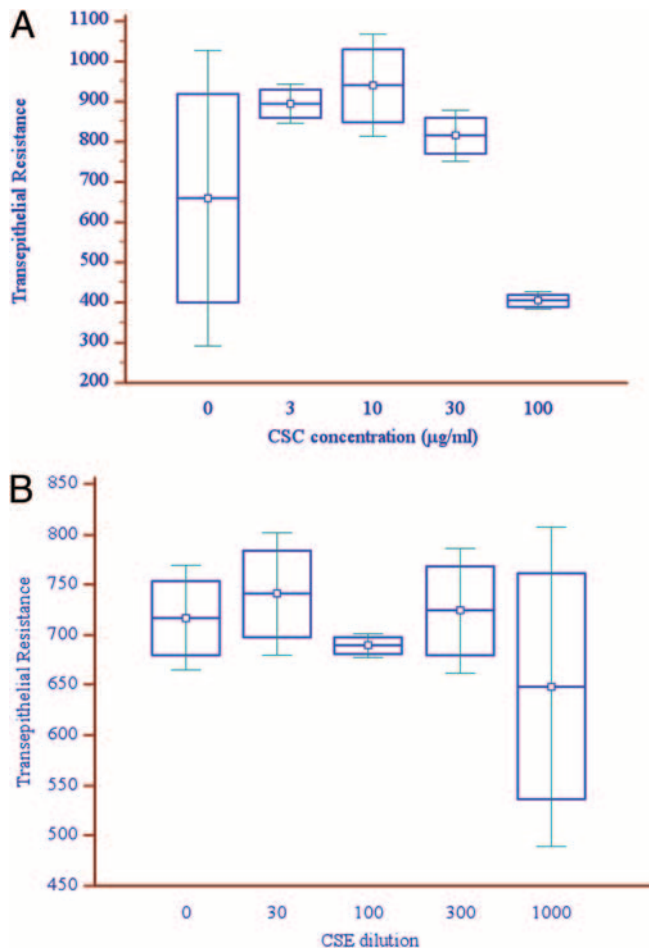 A
1100
1000
900
800
700
600
500
400
300
200
Transepithelial Resistance
0 3 10 30 100
CSC concentration (µg/ml)
B
850
800
750
700
650
600
550
500
450
Transepithelial Resistance
0 30 100 300 1000
CSE dilution